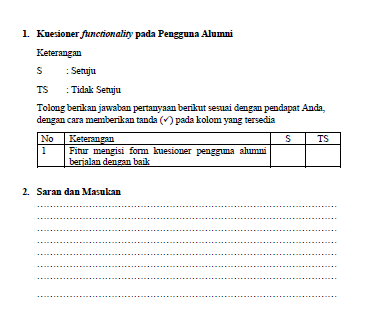 1. Kuesioner functionality pada Pengguna Alumni
Keterangan
S : Setuju
TS : Tidak Setuju
Tolong berikan jawaban pertanyaan berikut sesuai dengan pendapat Anda,
dengan cara memberikan tanda (✓) pada kolom yang tersedia
No Keterangan S TS
1 Fitur mengisi form kuesioner pengguna alumni
berjalan dengan baik
2. Saran dan Masukan